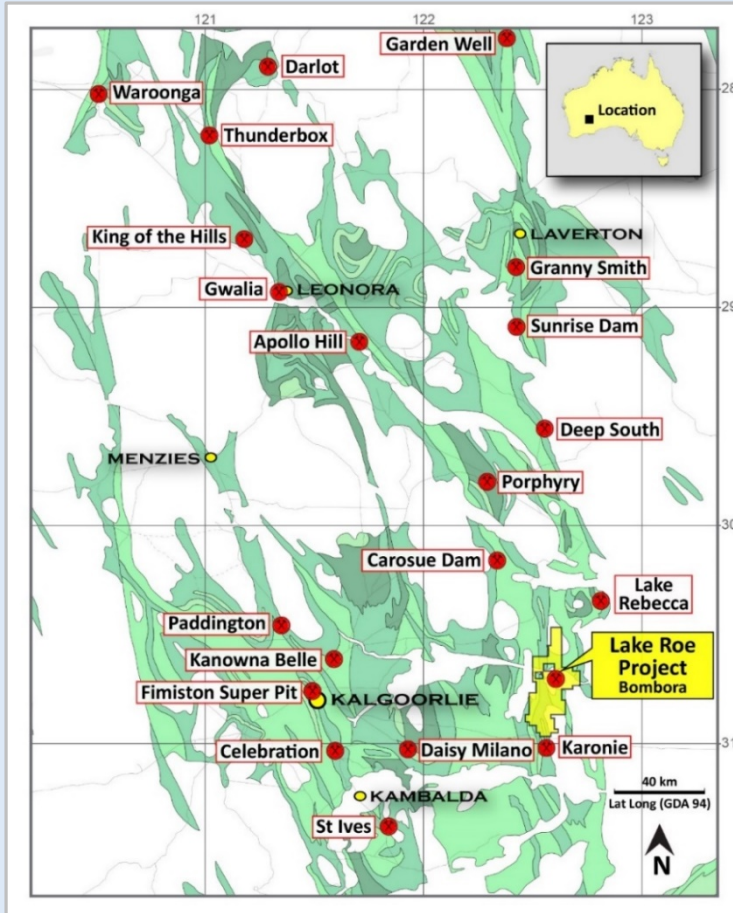 121
122
123
Garden Well
Darlot
28
Waroonga
Location
Thunderbox
King of the Hills
LAVERTON
Granny Smith
Gwalia
LEONORA
29
Sunrise Dam
Apollo Hill
Deep South
MENZIES
Porphyry
30
Carosue Dam
Lake
Rebecca
Paddington
Lake Roe
Project
Bombora
Kanowna Belle
Fimiston Super Pit
KALGOORLIE
31
Celebration
Daisy Milano
Karonie
40 km
Lat Long (GDA 94)
KAMBALDA
St Ives
N